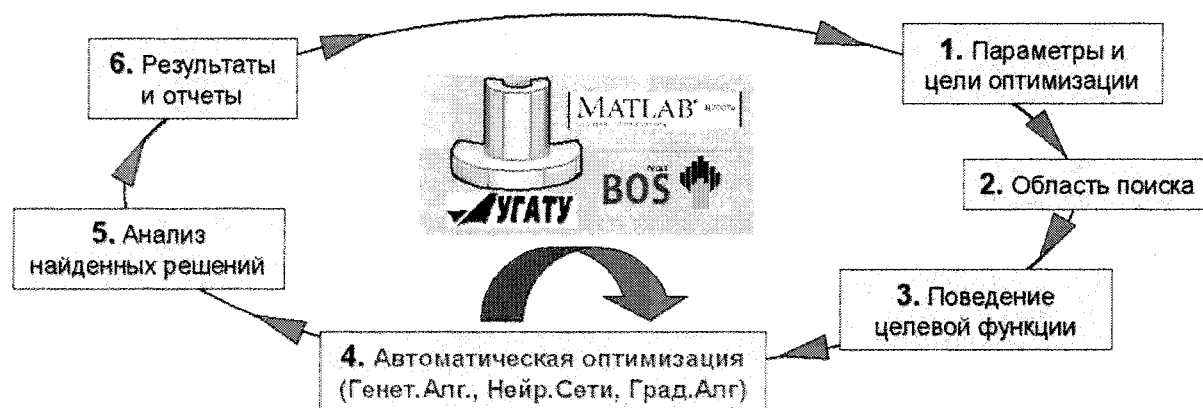 6. Результаты
и отчеты
1. Параметры и
цели оптимизации
MATLAB
2. Область поиска
BOS
УГАТУ
5. Анализ
найденных решений
3. Поведение
целевой функции
4. Автоматическая оптимизация
(Генет.Алг., Нейр.Сети, Град.Алг)